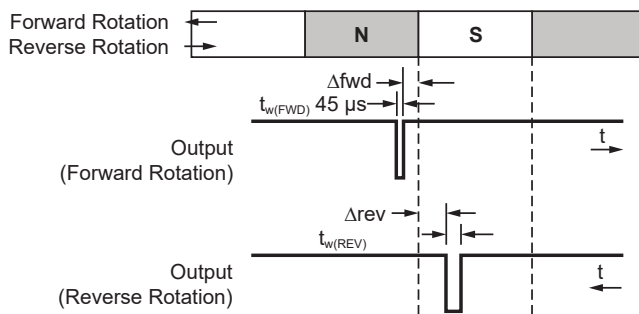 Forward Rotation
Reverse Rotation
N
S
Δfwd
tw(FWD) 45 µs
t
Output
(Forward Rotation)
Δrev
tw(REV)
t
Output
(Reverse Rotation)